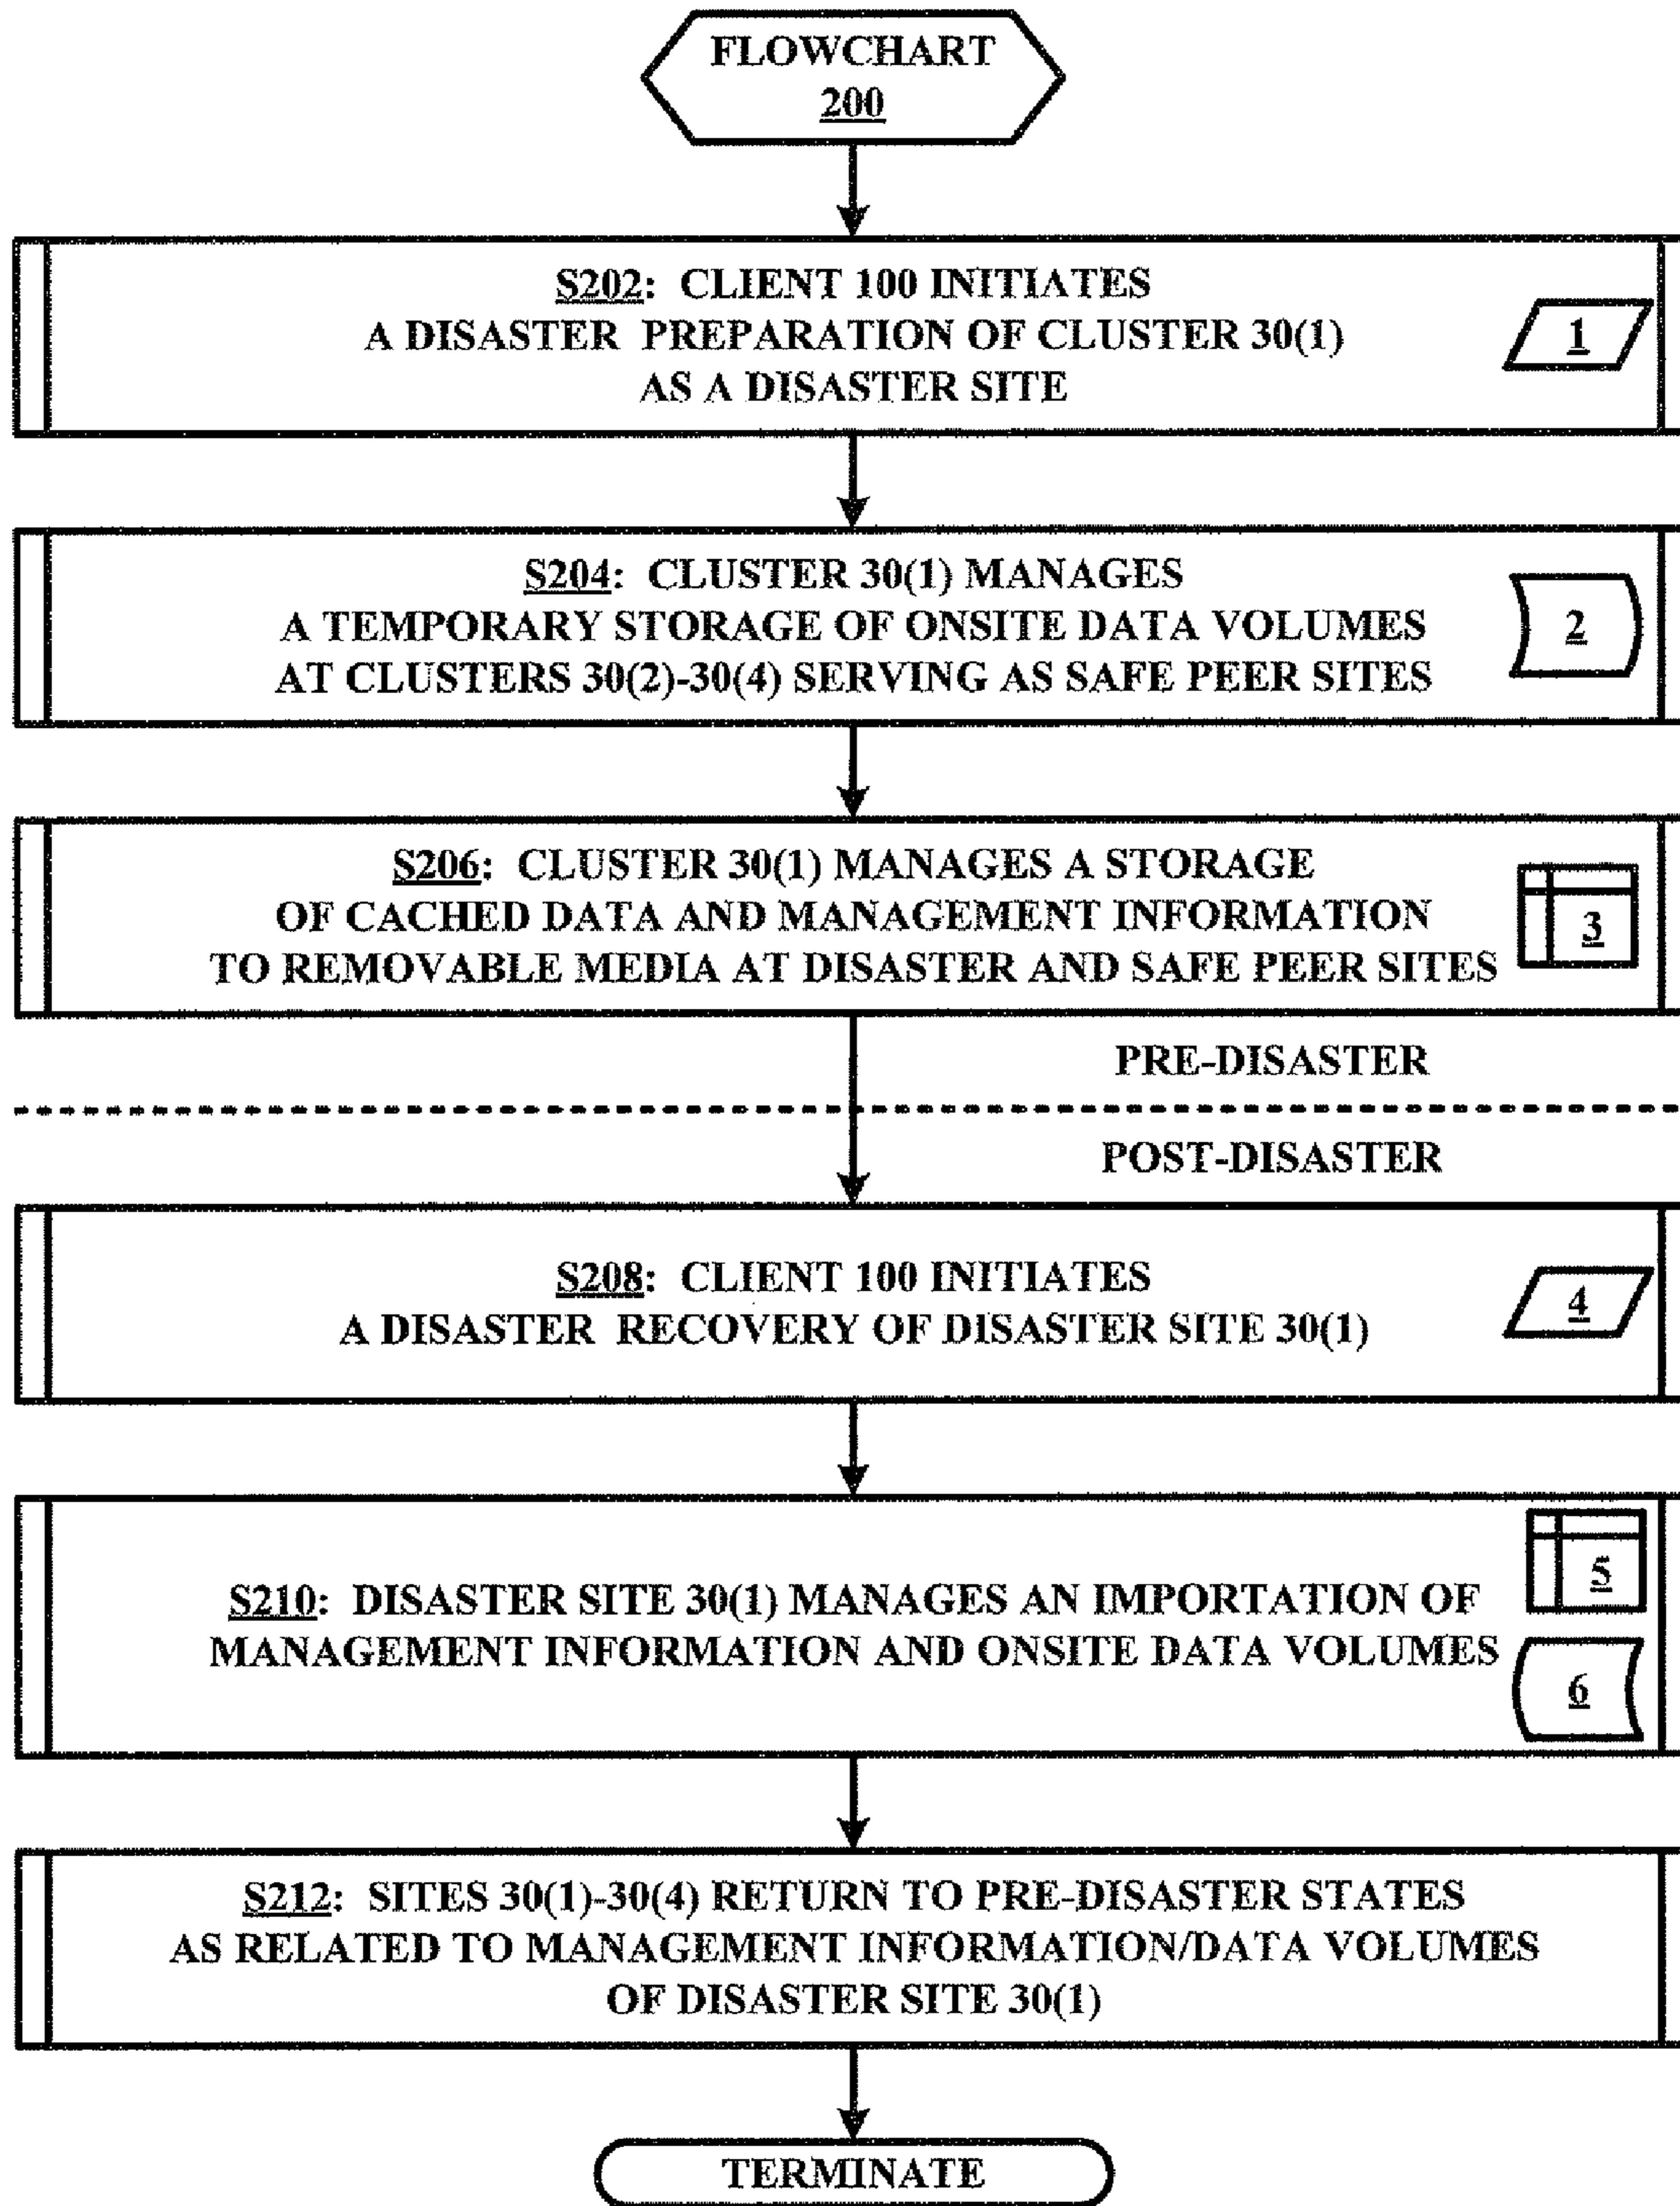 FLOWCHART
200
S202: CLIENT 100 INITIATES
A DISASTER PREPARATION OF CLUSTER 30(1)
AS A DISASTER SITE
1
S204: CLUSTER 30(1) MANAGES
A TEMPORARY STORAGE OF ONSITE DATA VOLUMES
AT CLUSTERS 30(2)-30(4) SERVING AS SAFE PEER SITES
2
S206: CLUSTER 30(1) MANAGES A STORAGE
OF CACHED DATA AND MANAGEMENT INFORMATION
TO REMOVABLE MEDIA AT DISASTER AND SAFE PEER SITES
3
PRE-DISASTER
POST-DISASTER
S208: CLIENT 100 INITIATES
A DISASTER RECOVERY OF DISASTER SITE 30(1)
4
S210: DISASTER SITE 30(1) MANAGES AN IMPORTATION OF
MANAGEMENT INFORMATION AND ONSITE DATA VOLUMES
5
6
S212: SITES 30(1)-30(4) RETURN TO PRE-DISASTER STATES
AS RELATED TO MANAGEMENT INFORMATION/DATA VOLUMES
OF DISASTER SITE 30(1)
TERMINATE